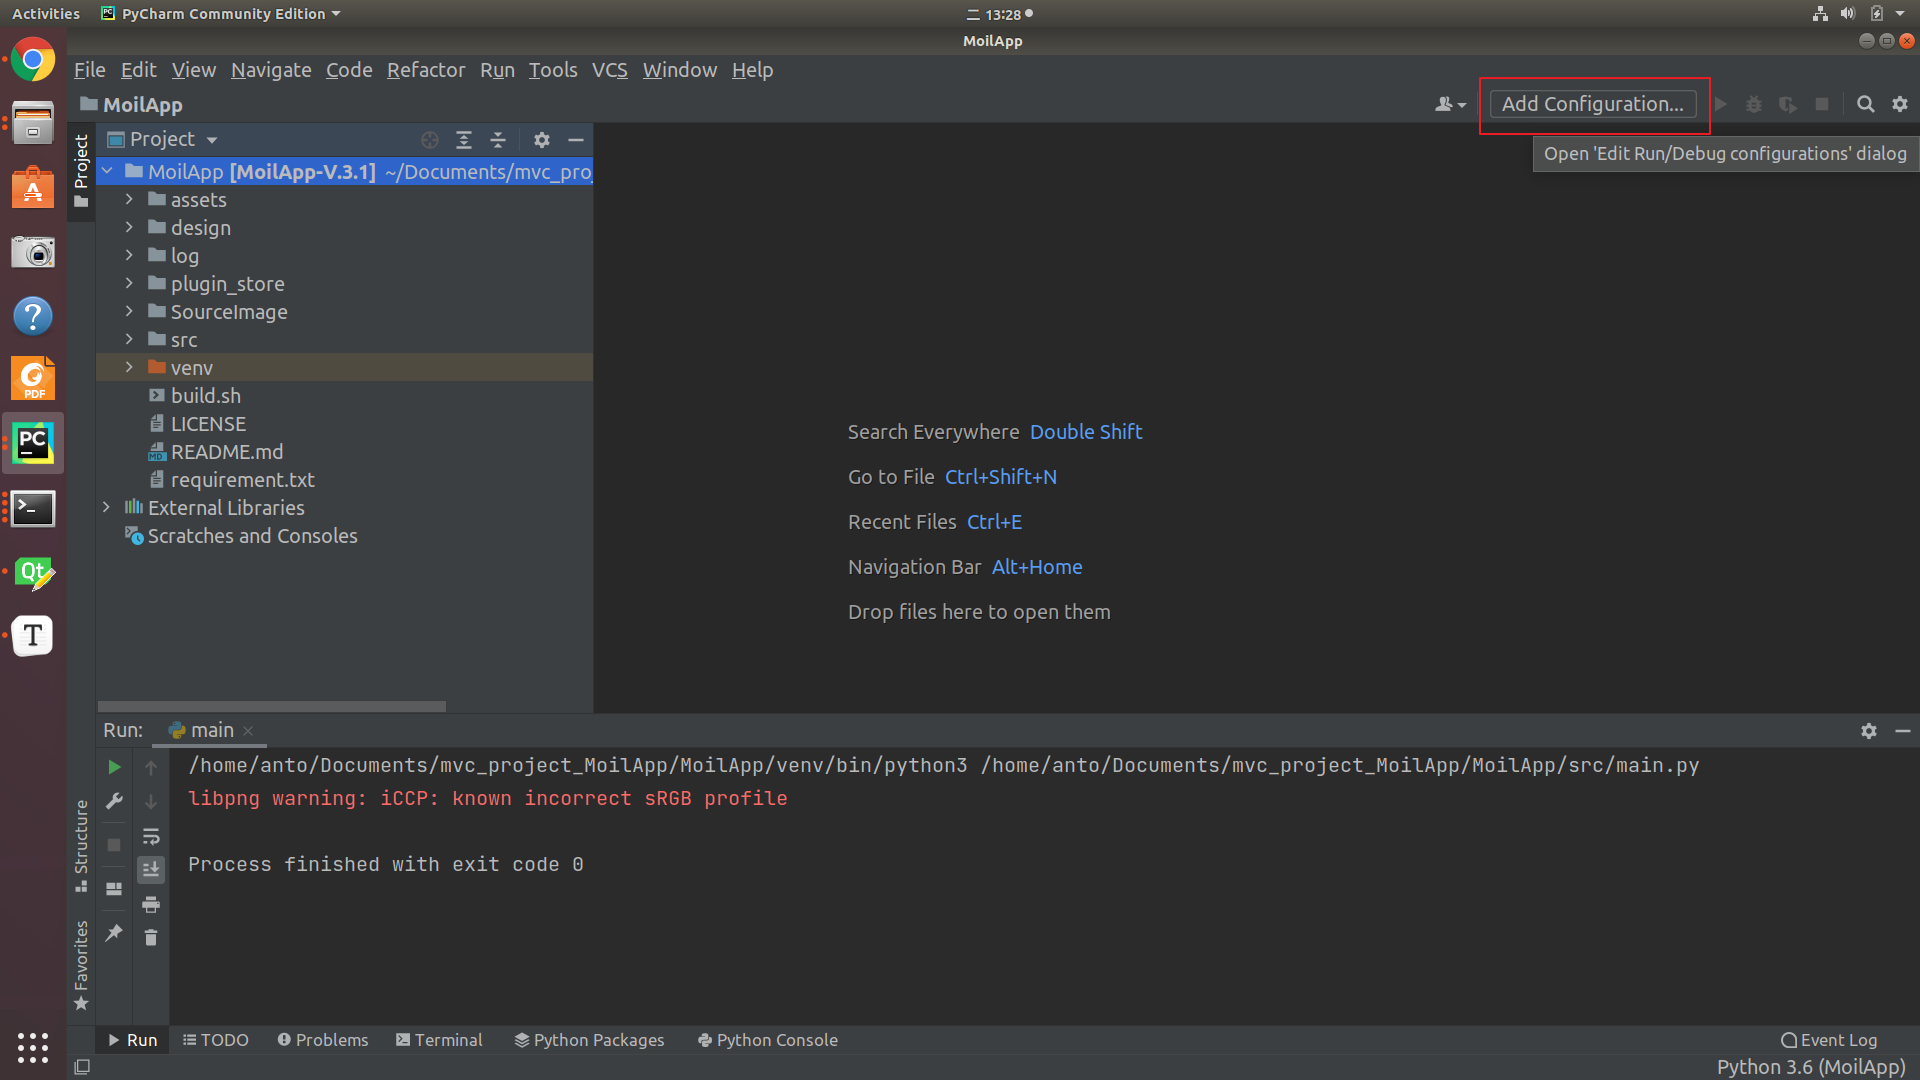 Activities PyCharm Community Edition 二 13:28
MoilApp
File Edit View Navigate Code Refactor Run Tools VCS Window Help
MoilApp Add Configuration...
Open 'Edit Run/Debug configurations' dialog
Project
Project
MoilApp [MoilApp-V.3.1] ~/Documents/mvc_pro
assets
design
log
plugin_store
SourceImage
src
venv
build.sh
LICENSE
README.md
requirement.txt
External Libraries
Scratches and Consoles
Search Everywhere Double Shift
Go to File Ctrl+Shift+N
Recent Files Ctrl+E
Navigation Bar Alt+Home
Drop files here to open them
PDF
PC
Qt
T
Run: main
/home/anto/Documents/mvc_project_MoilApp/MoilApp/venv/bin/python3 /home/anto/Documents/mvc_project_MoilApp/MoilApp/src/main.py
libpng warning: iCCP: known incorrect sRGB profile
Process finished with exit code 0
Structure
Favorites
Run TODO Problems Terminal Python Packages Python Console Event Log
Python 3.6 (MoilApp)